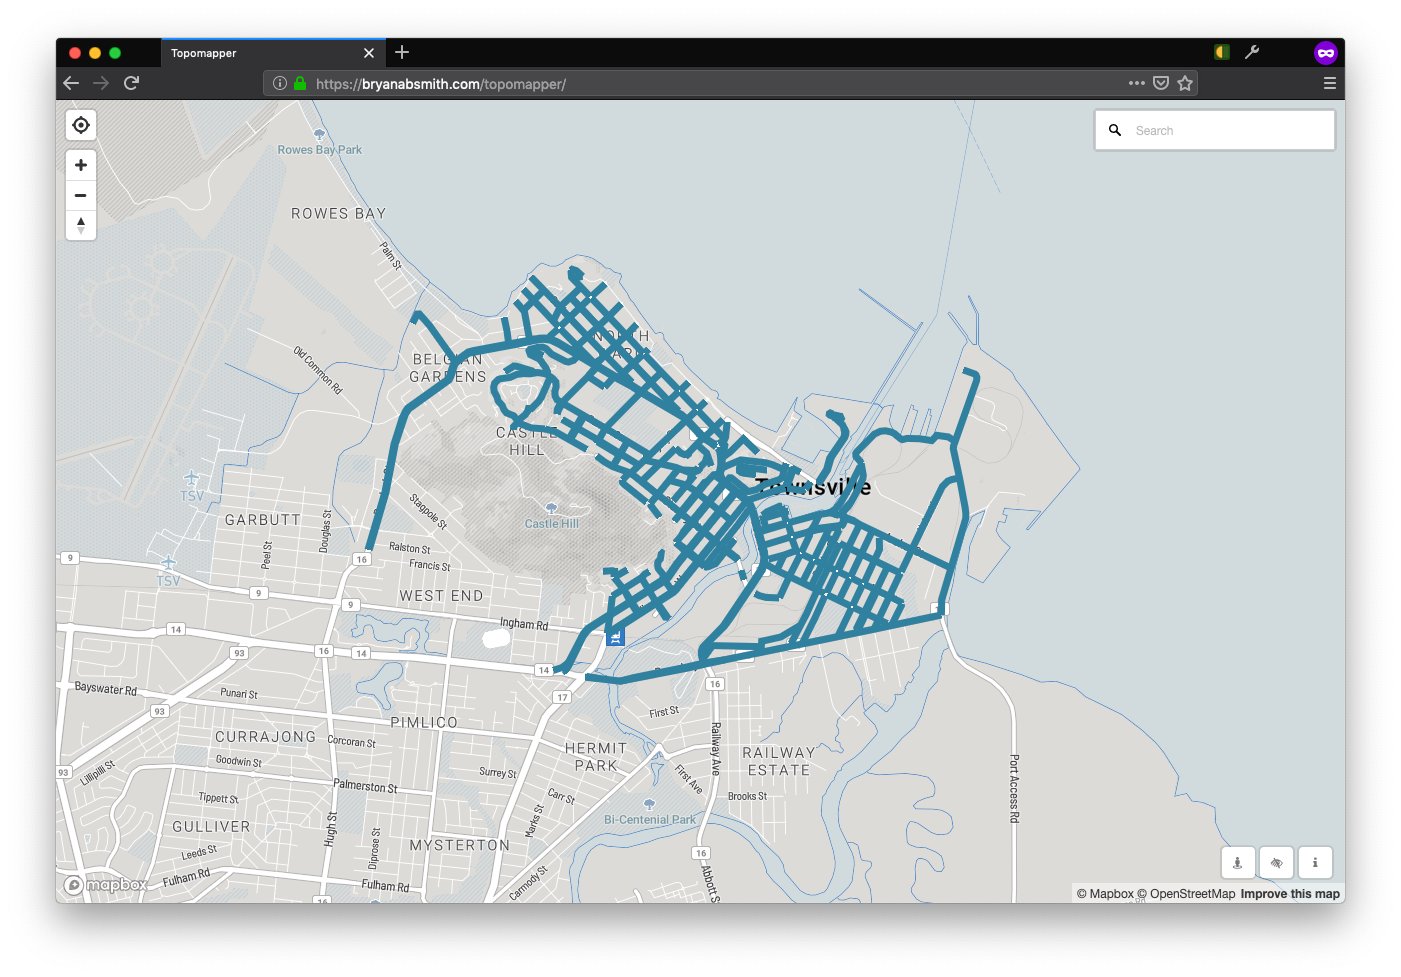 Topomapper
https://bryanabsmith.com/topomapper/
Search
Rowes Bay Park
ROWES BAY
Palm St
Old Common Rd
BELGIAN
GARDENS
NORTH
CASTLE
HILL
Townsville
TSV
TSV
GARBUTT
Stagpole St
Castle Hill
Douglas St
Peel St
Ralston St
Francis St
9
16
9
9
WEST END
Ingham Rd
14
16
14
14
93
93
93
16
17
Bayswater Rd
Punari St
PIMLICO
First St
CURRAJONG
Corcoran St
HERMIT
PARK
Railway Ave
RAILWAY
ESTATE
Goodwin St
Lillipilli St
Surrey St
First Ave
Port Access Rd
Tippett St
Palmerston St
Carr St
Brooks St
GULLIVER
Hugh St
Diprose St
Marks St
Bi-Centenial Park
MYSTERTON
Leeds St
16
Fulham Rd
Fulham Rd
Carmody St
Abbott S
16
mapbox
© Mapbox © OpenStreetMap Improve this map